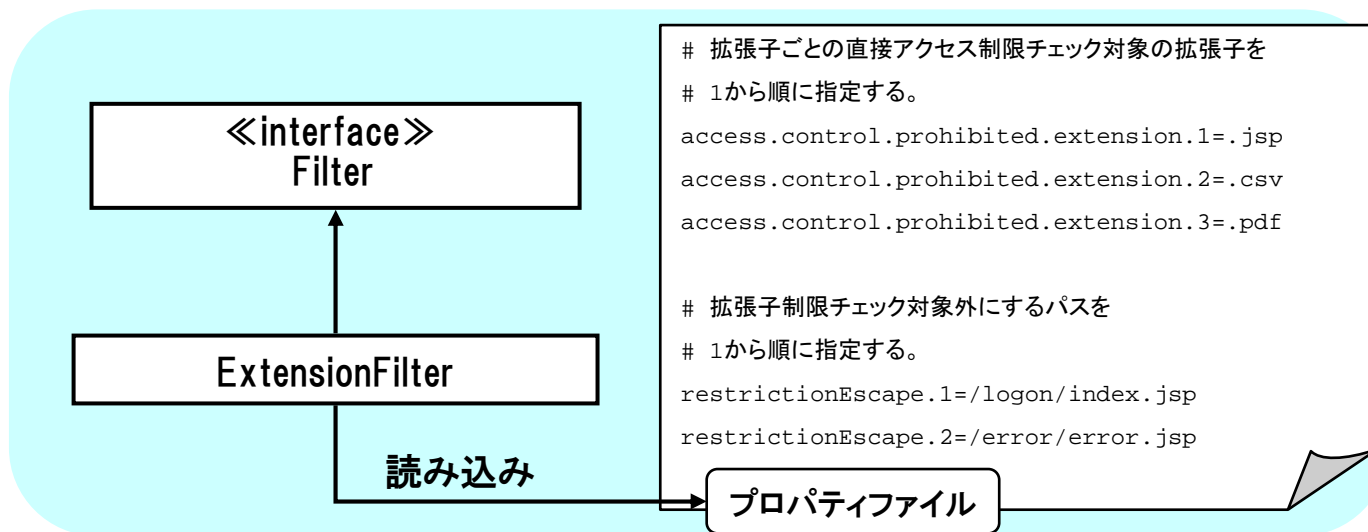 ≪interface≫
Filter
ExtensionFilter
読み込み
# 拡張子ごとの直接アクセス制限チェック対象の拡張子を
# 1から順に指定する。
access.control.prohibited.extension.1=.jsp
access.control.prohibited.extension.2=.csv
access.control.prohibited.extension.3=.pdf
# 拡張子制限チェック対象外にするパスを
# 1から順に指定する。
restrictionEscape.1=/logon/index.jsp
restrictionEscape.2=/error/error.jsp
プロパティファイル